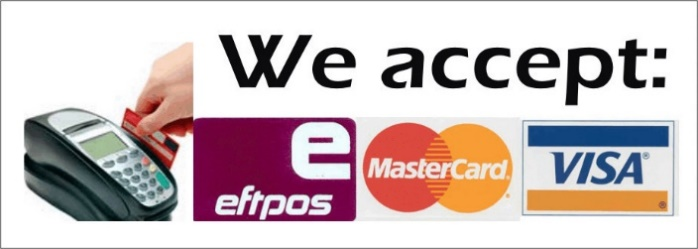 We accept:
e
eftpos
MasterCard
VISA